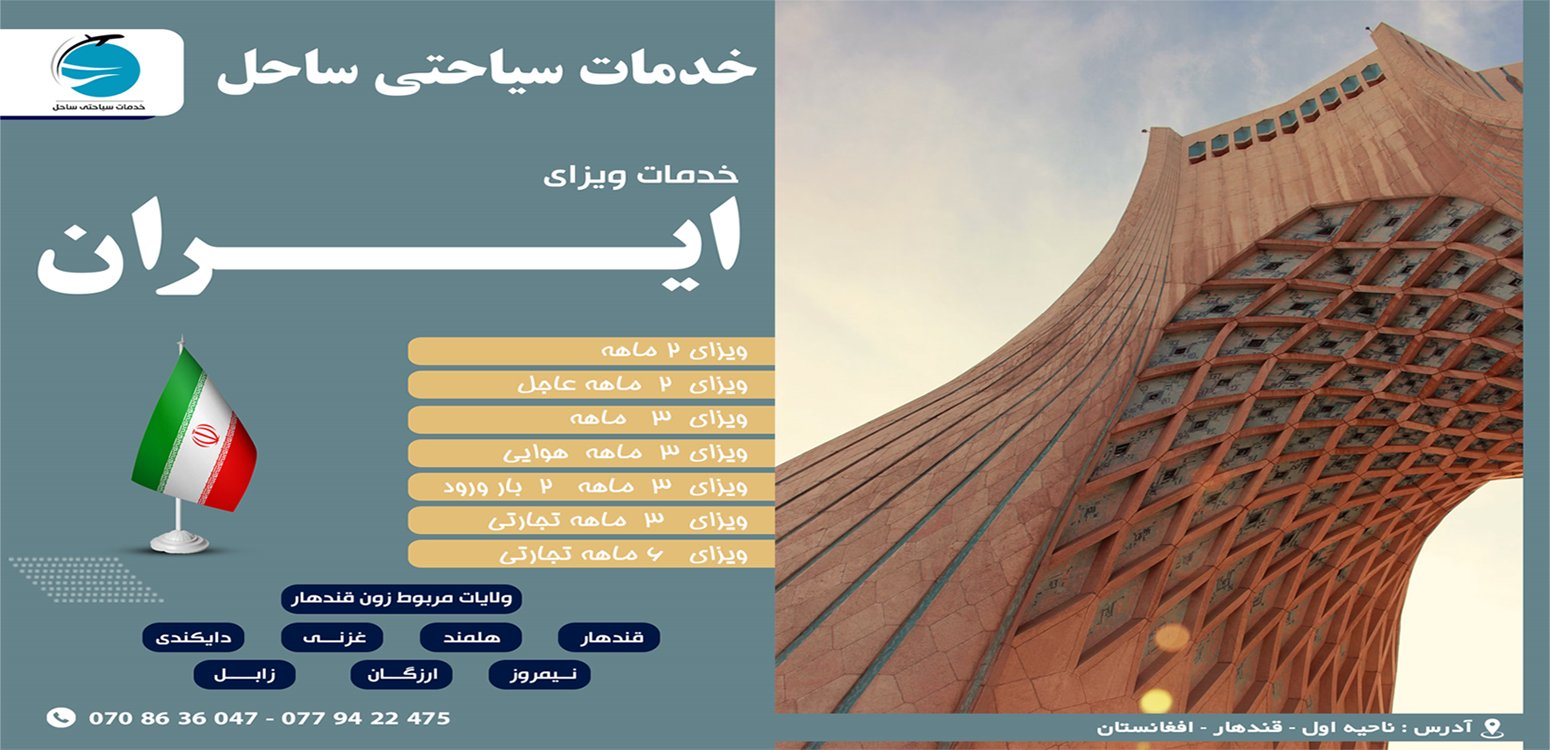 خدمات سیاحتی ساحل
خدمات سیاحتی ساحل
خدمات ویزای
ایران
ویزای ۲ ماهه
ویزای ۲ ماهه عاجل
ویزای ۳ ماهه
ویزای ۳ ماهه هوایی
ویزای ۳ ماهه ۲ بار ورود
ویزای ۳ ماهه تجارتی
ویزای ۶ ماهه تجارتی
ولایات مربوط زون قندهار
قندهار هلمند غزنی دایکندی
نیمروز ارزگان زابل
070 86 36 047 - 077 94 22 475
آدرس : ناحیه اول - قندهار - افغانستان